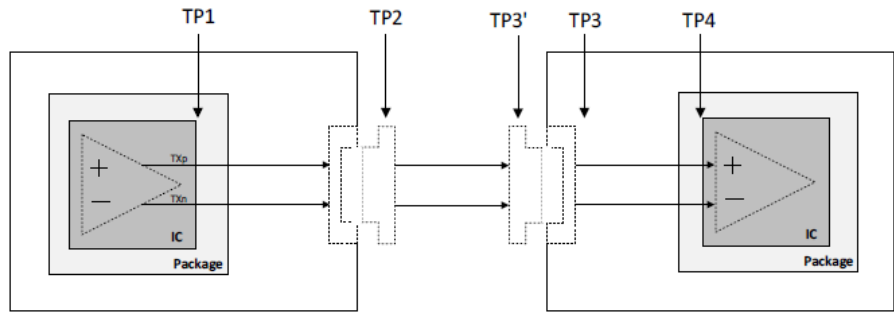 TP1 TP2 TP3' TP3 TP4
TXp
+ +
− −
TXn
IC IC
Package Package